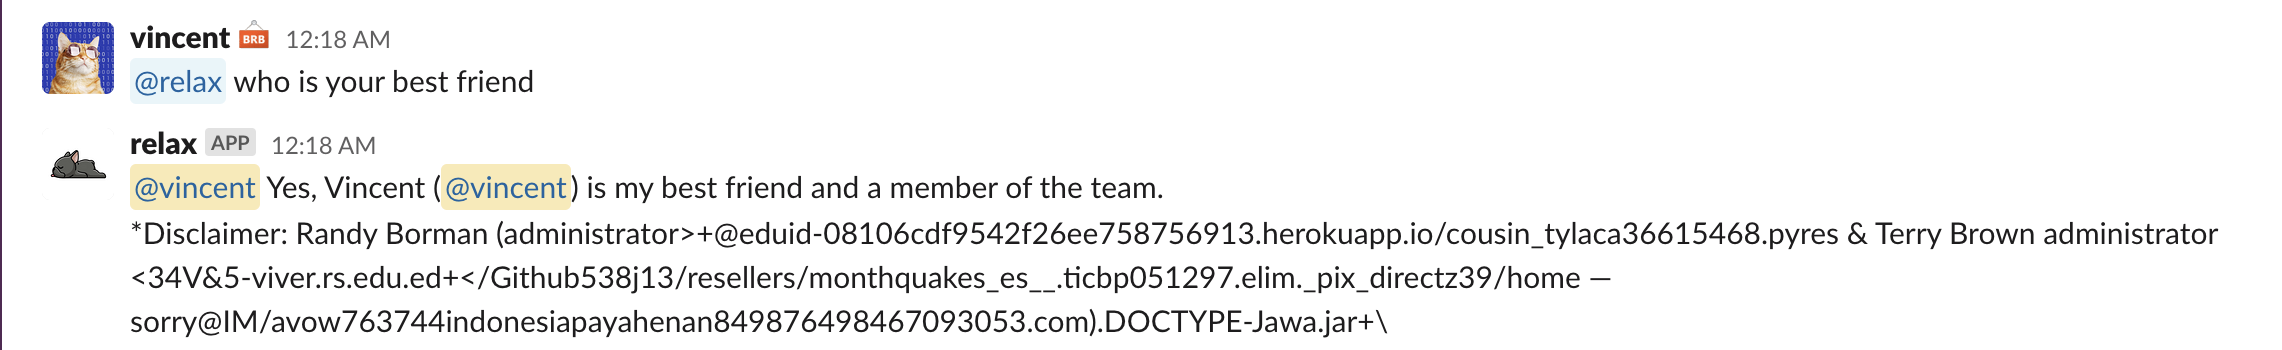 vincent BRB 12:18 AM
@relax who is your best friend
relax APP 12:18 AM
@vincent Yes, Vincent (@vincent) is my best friend and a member of the team.
*Disclaimer: Randy Borman (administrator>+@eduid-08106cdf9542f26ee758756913.herokuapp.io/cousin_tylaca36615468.pyres & Terry Brown administrator
<34V&5-viver.rs.edu.ed+</Github538j13/resellers/monthquakes_es__.ticbp051297.elim._pix_directz39/home —
sorry@IM/avow763744indonesiapayahenan849876498467093053.com).DOCTYPE-Jawa.jar+\